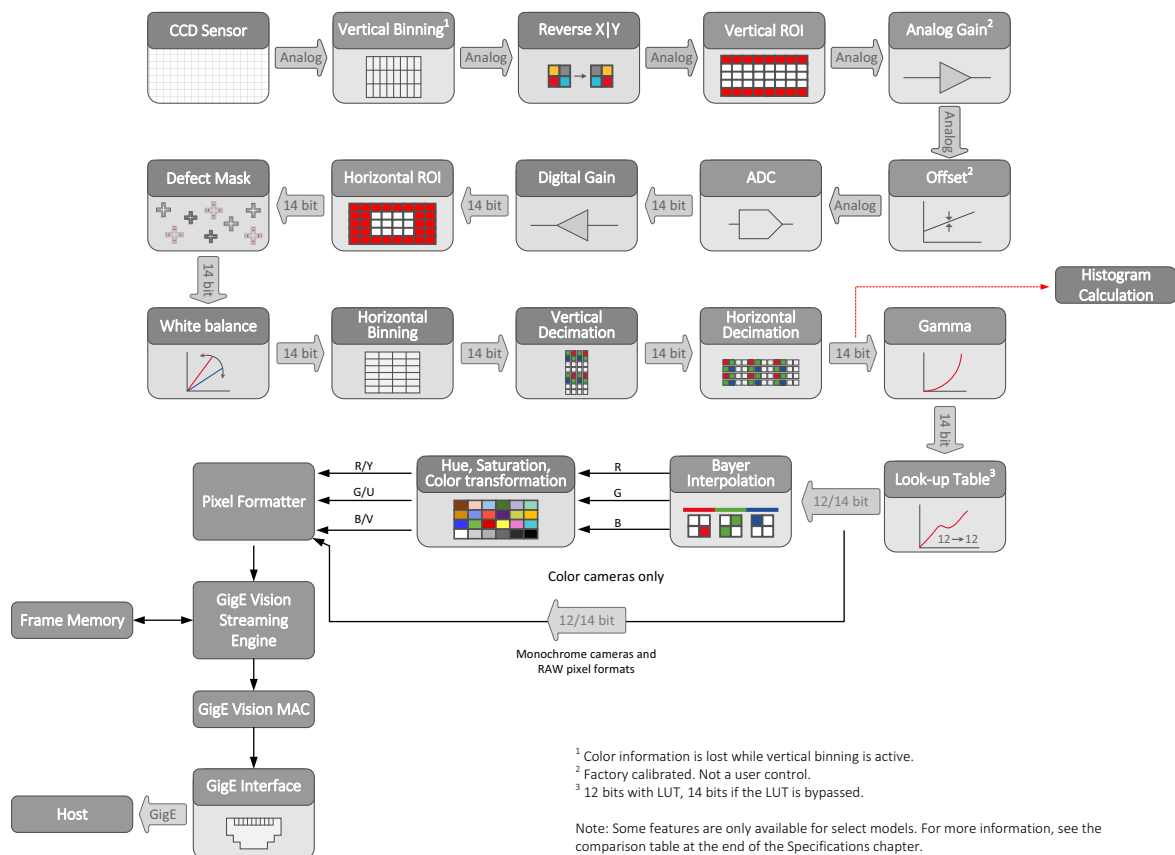 CCD Sensor
Analog
Vertical Binning1
Analog
Reverse X|Y
Analog
Vertical ROI
Analog
Analog Gain2
Analog
Defect Mask
14 bit
Horizontal ROI
14 bit
Digital Gain
14 bit
ADC
Analog
Offset2
14 bit
Histogram
Calculation
White balance
14 bit
Horizontal
Binning
14 bit
Vertical
Decimation
14 bit
Horizontal
Decimation
14 bit
Gamma
14 bit
Pixel Formatter
R/Y
G/U
B/V
Hue, Saturation,
Color transformation
R
G
B
Bayer
Interpolation
12/14 bit
Look-up Table3
12→12
Color cameras only
Frame Memory
GigE Vision
Streaming
Engine
12/14 bit
Monochrome cameras and
RAW pixel formats
GigE Vision MAC
GigE Interface
GigE
Host
1 Color information is lost while vertical binning is active.
2 Factory calibrated. Not a user control.
3 12 bits with LUT, 14 bits if the LUT is bypassed.
Note: Some features are only available for select models. For more information, see the
comparison table at the end of the Specifications chapter.